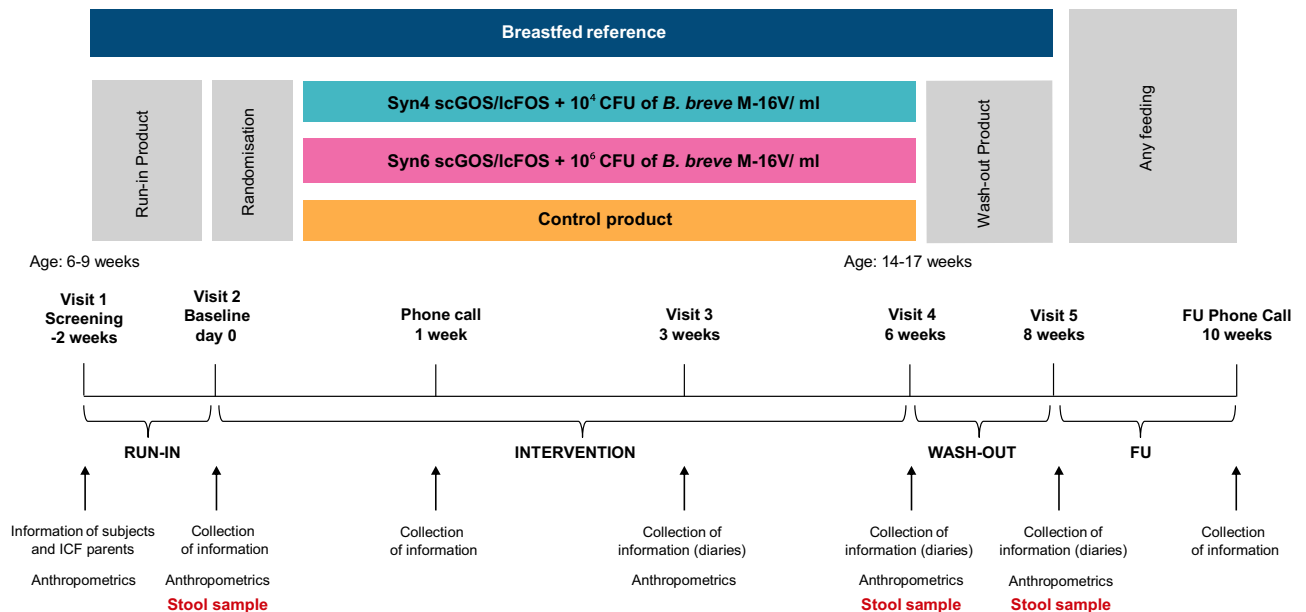 Breastfed reference
Run-in Product
Randomisation
Syn4 scGOS/lcFOS + 10⁴ CFU of B. breve M-16V/ ml
Syn6 scGOS/lcFOS + 10⁶ CFU of B. breve M-16V/ ml
Control product
Wash-out Product
Any feeding
Age: 6-9 weeks
Age: 14-17 weeks
Visit 1
Screening
-2 weeks
Visit 2
Baseline
day 0
Phone call
1 week
Visit 3
3 weeks
Visit 4
6 weeks
Visit 5
8 weeks
FU Phone Call
10 weeks
RUN-IN
INTERVENTION
WASH-OUT
FU
Information of subjects
and ICF parents
Anthropometrics
Collection
of information
Anthropometrics
Stool sample
Collection
of information
Collection of
information (diaries)
Anthropometrics
Collection of
information (diaries)
Anthropometrics
Stool sample
Collection of
information (diaries)
Anthropometrics
Stool sample
Collection
of information